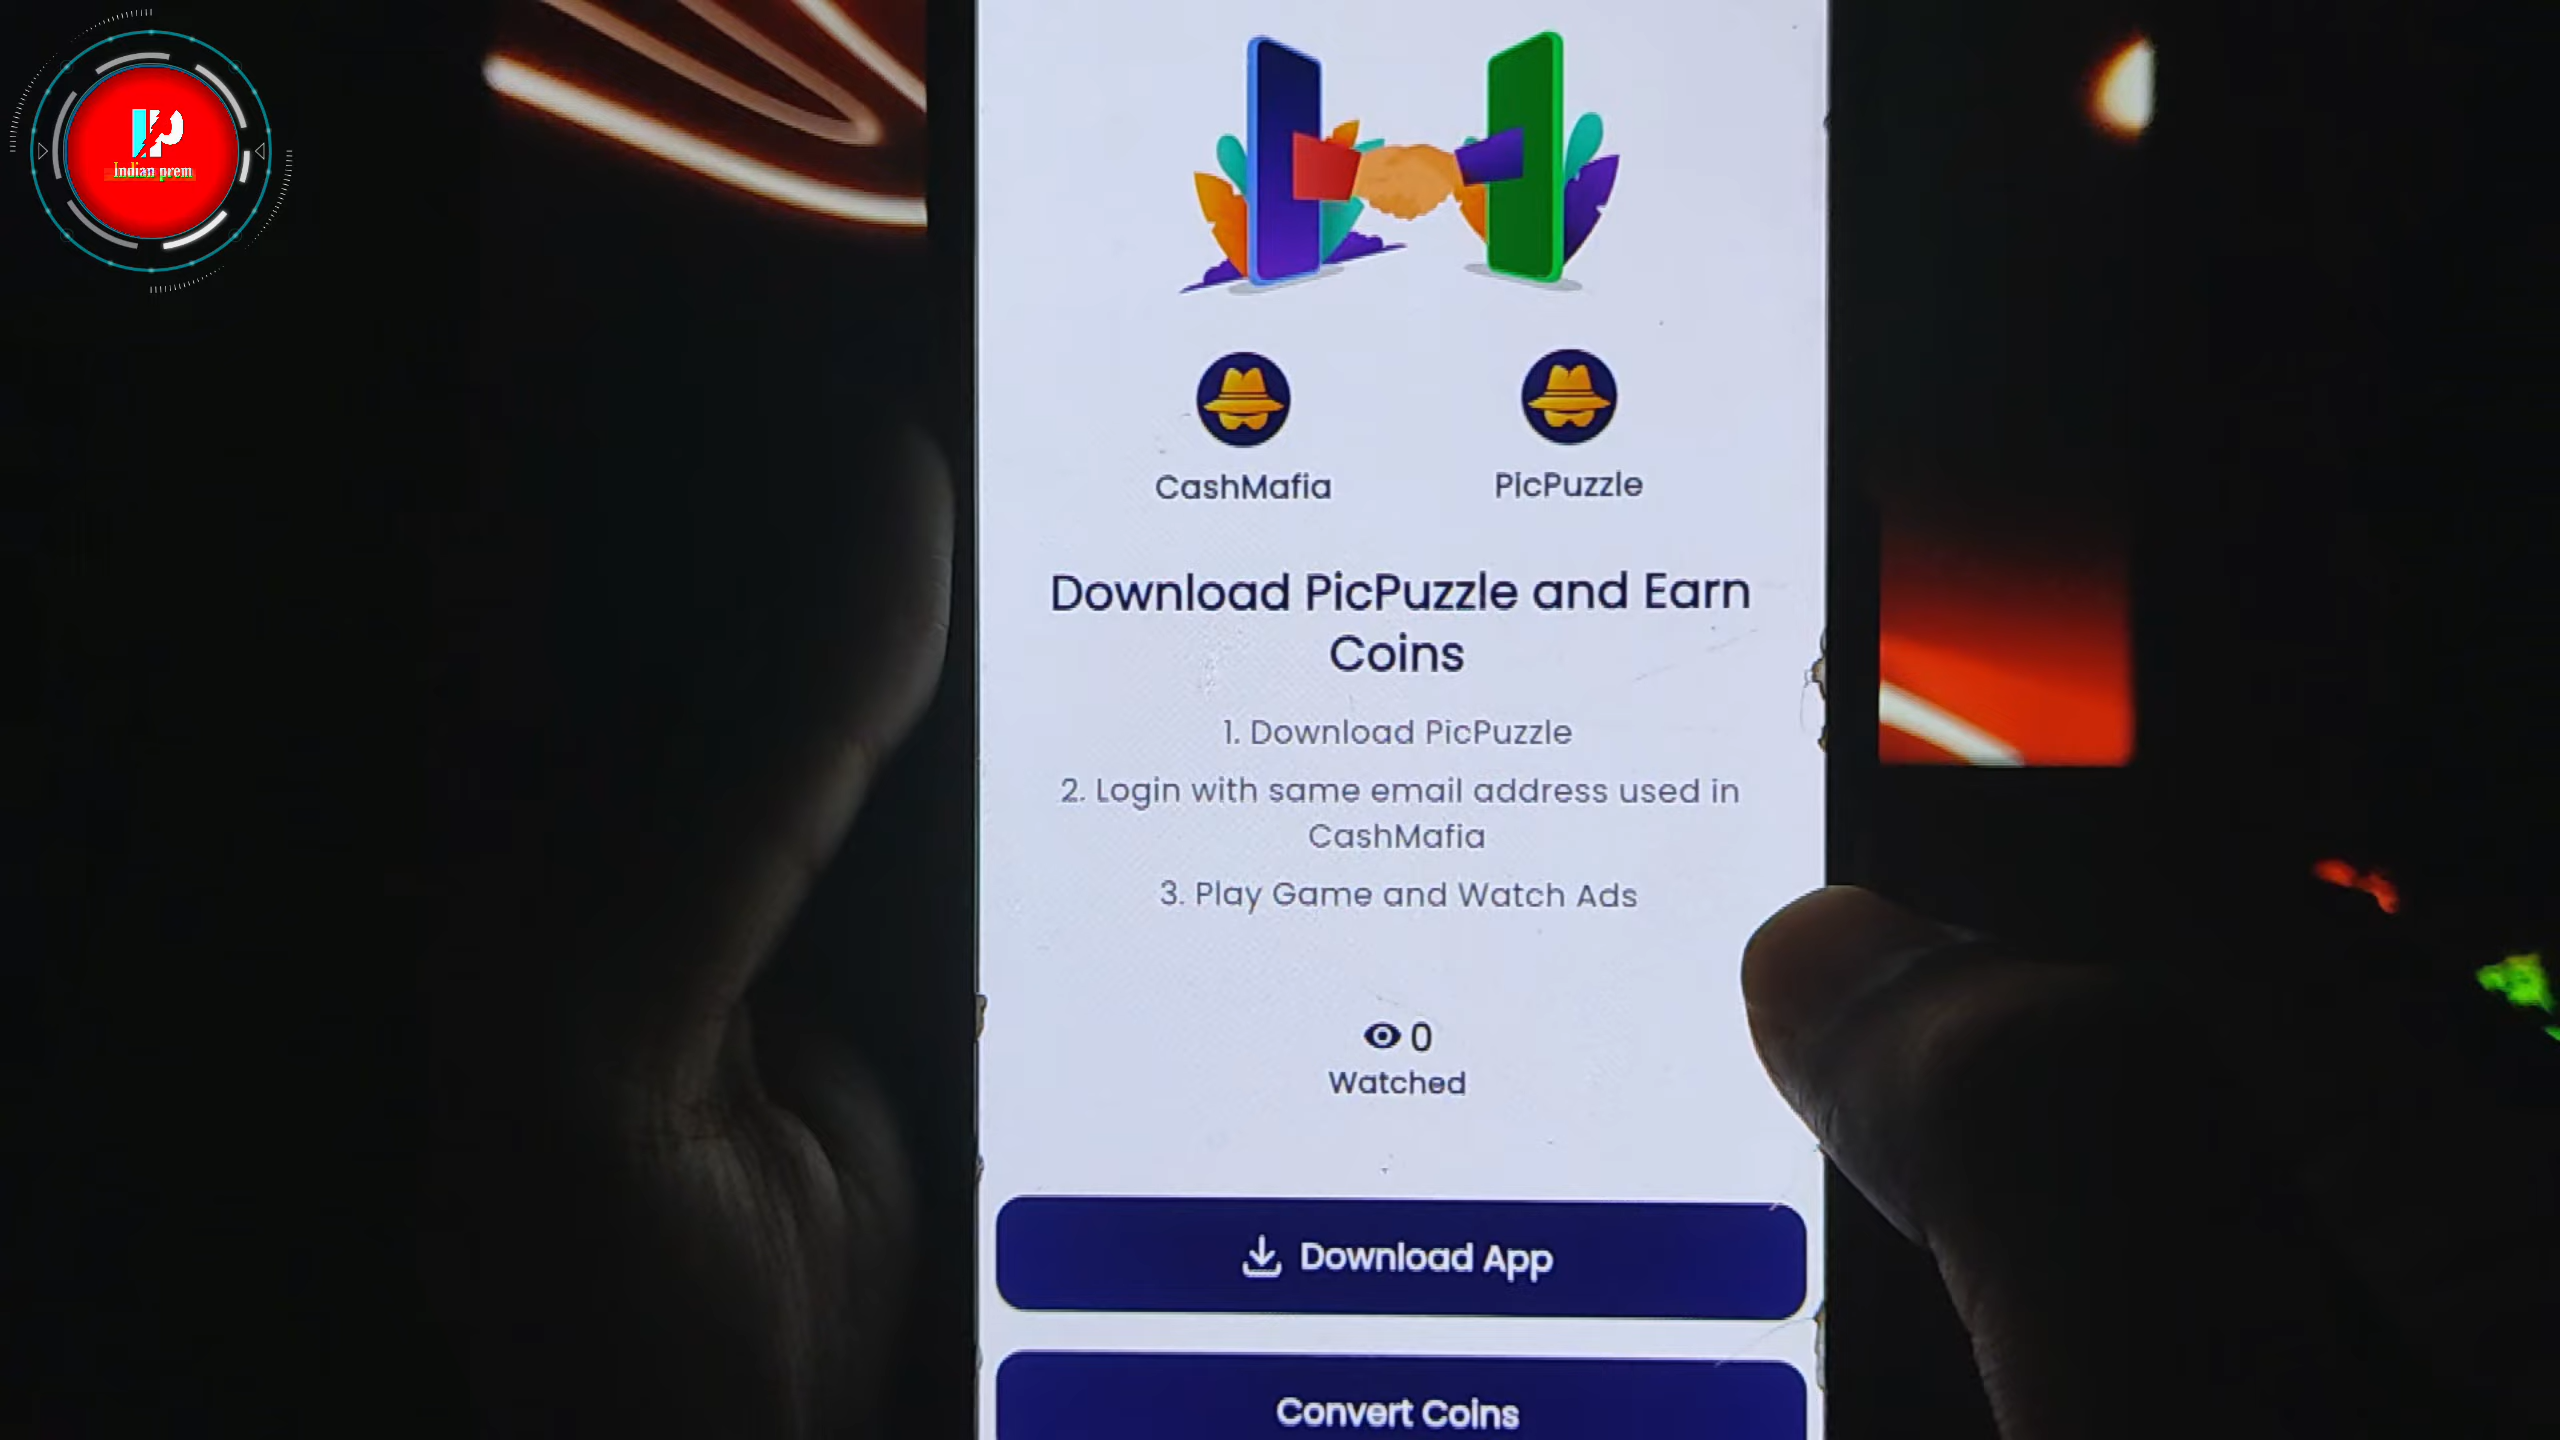 IP
Indian prem
CashMafia
PicPuzzle
Download PicPuzzle and Earn
Coins
1. Download PicPuzzle
2. Login with same email address used in
CashMafia
3. Play Game and Watch Ads
0
Watched
Download App
Convert Coins